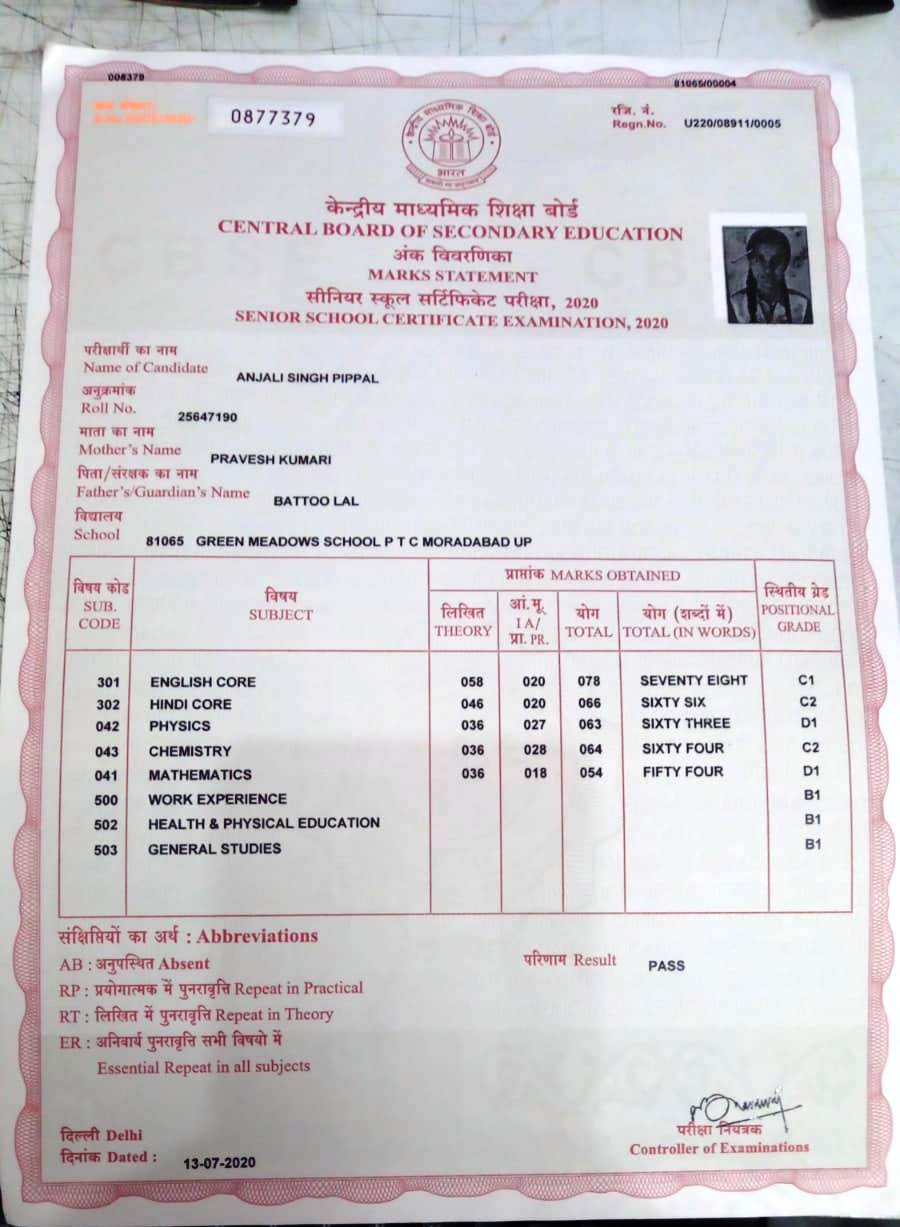 008379
81065/00004
0877379
रजि. नं.
Regn.No. U220/08911/0005
केन्द्रीय माध्यमिक शिक्षा बोर्ड
भारत
केन्द्रीय माध्यमिक शिक्षा बोर्ड
CENTRAL BOARD OF SECONDARY EDUCATION
अंक विवरणिका
MARKS STATEMENT
सीनियर स्कूल सर्टिफिकेट परीक्षा, 2020
SENIOR SCHOOL CERTIFICATE EXAMINATION, 2020
परीक्षार्थी का नाम
Name of Candidate ANJALI SINGH PIPPAL
अनुक्रमांक
Roll No. 25647190
माता का नाम
Mother's Name PRAVESH KUMARI
पिता/संरक्षक का नाम
Father's/Guardian's Name BATTOO LAL
विद्यालय
School 81065 GREEN MEADOWS SCHOOL P T C MORADABAD UP
विषय कोड SUB. CODE
विषय SUBJECT
प्राप्तांक MARKS OBTAINED
लिखित THEORY
आं.मू. I A/ प्रा. PR.
योग TOTAL
योग (शब्दों में) TOTAL (IN WORDS)
स्थितीय ग्रेड POSITIONAL GRADE
301 ENGLISH CORE 058 020 078 SEVENTY EIGHT C1
302 HINDI CORE 046 020 066 SIXTY SIX C2
042 PHYSICS 036 027 063 SIXTY THREE D1
043 CHEMISTRY 036 028 064 SIXTY FOUR C2
041 MATHEMATICS 036 018 054 FIFTY FOUR D1
500 WORK EXPERIENCE B1
502 HEALTH & PHYSICAL EDUCATION B1
503 GENERAL STUDIES B1
संक्षिप्तियों का अर्थ : Abbreviations
AB : अनुपस्थित Absent
परिणाम Result PASS
RP : प्रयोगात्मक में पुनरावृत्ति Repeat in Practical
RT : लिखित में पुनरावृत्ति Repeat in Theory
ER : अनिवार्य पुनरावृत्ति सभी विषयो में
Essential Repeat in all subjects
दिल्ली Delhi
दिनांक Dated : 13-07-2020
परीक्षा नियंत्रक
Controller of Examinations